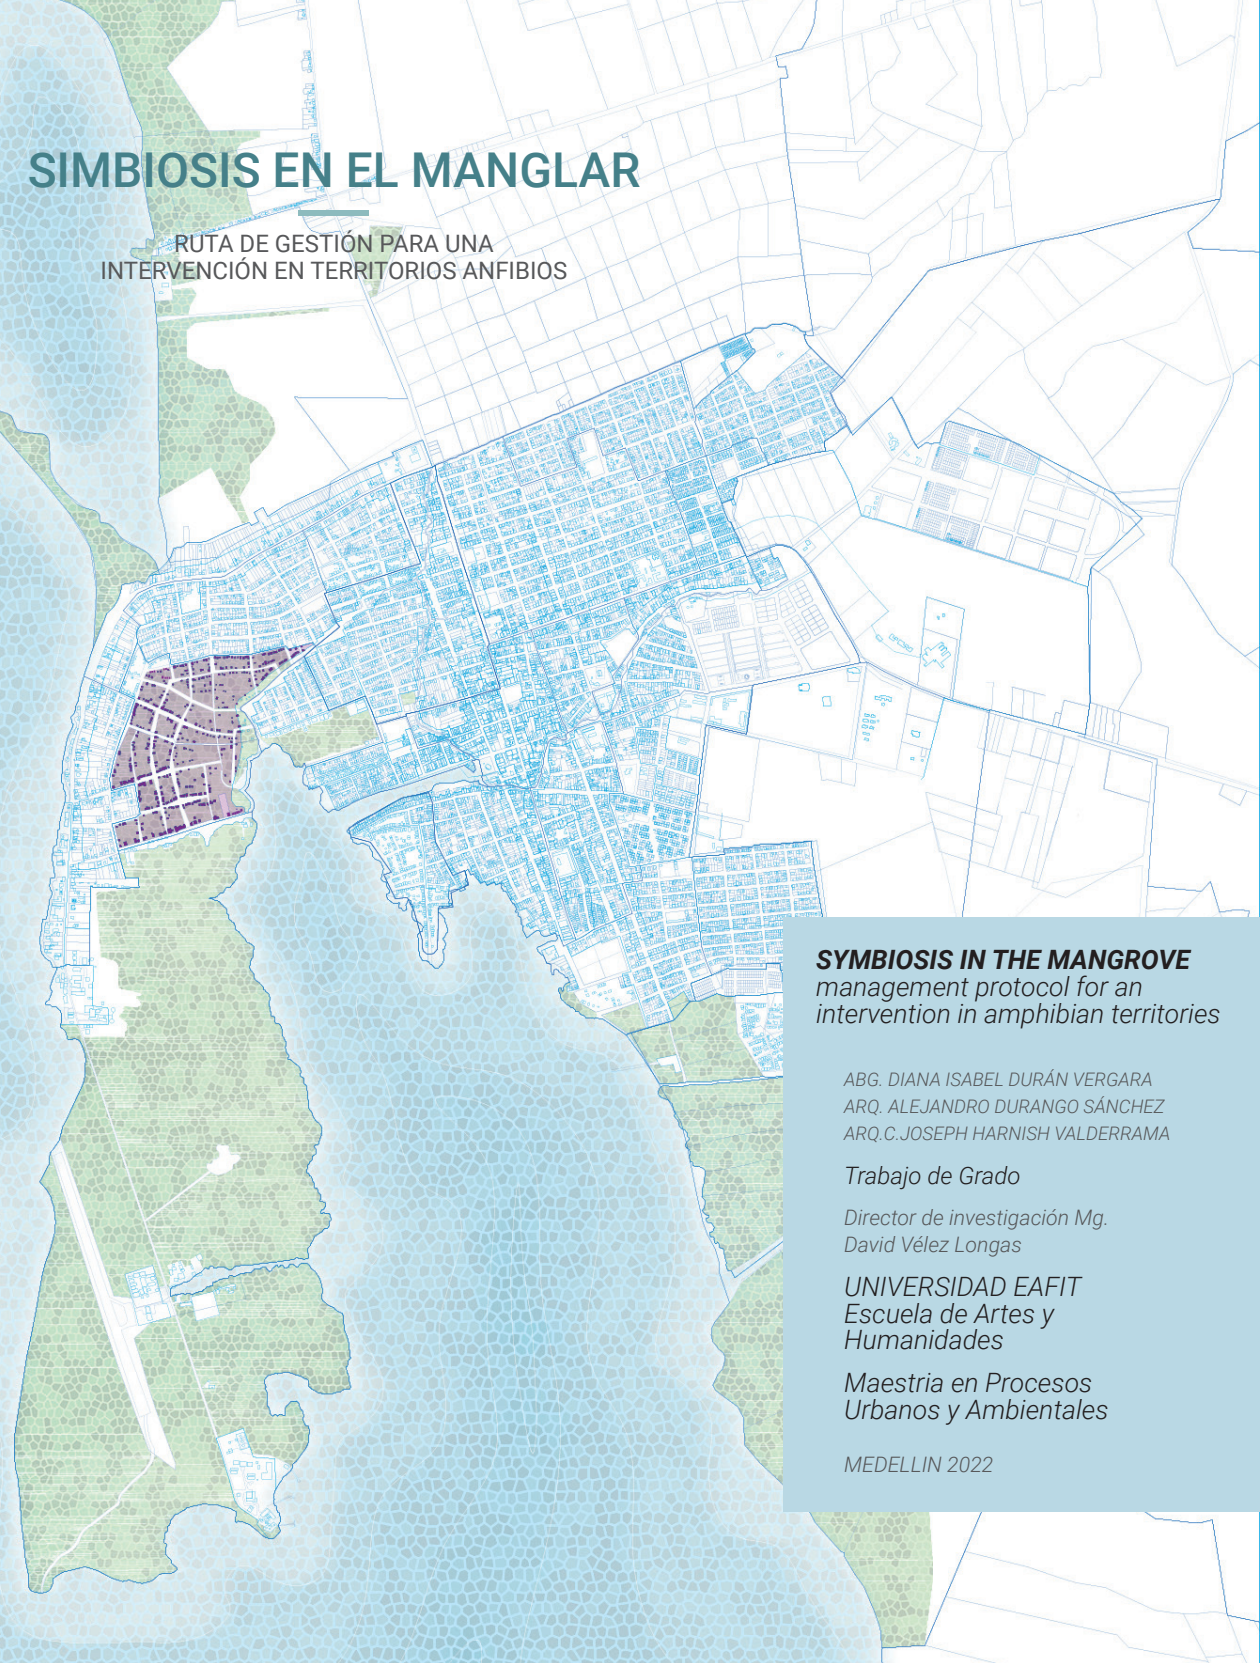 SIMBIOSIS EN EL MANGLAR
RUTA DE GESTIÓN PARA UNA
INTERVENCIÓN EN TERRITORIOS ANFIBIOS
SYMBIOSIS IN THE MANGROVE
management protocol for an
intervention in amphibian territories
ABG. DIANA ISABEL DURÁN VERGARA
ARQ. ALEJANDRO DURANGO SÁNCHEZ
ARQ.C.JOSEPH HARNISH VALDERRAMA
Trabajo de Grado
Director de investigación Mg.
David Vélez Longas
UNIVERSIDAD EAFIT
Escuela de Artes y
Humanidades
Maestria en Procesos
Urbanos y Ambientales
MEDELLIN 2022